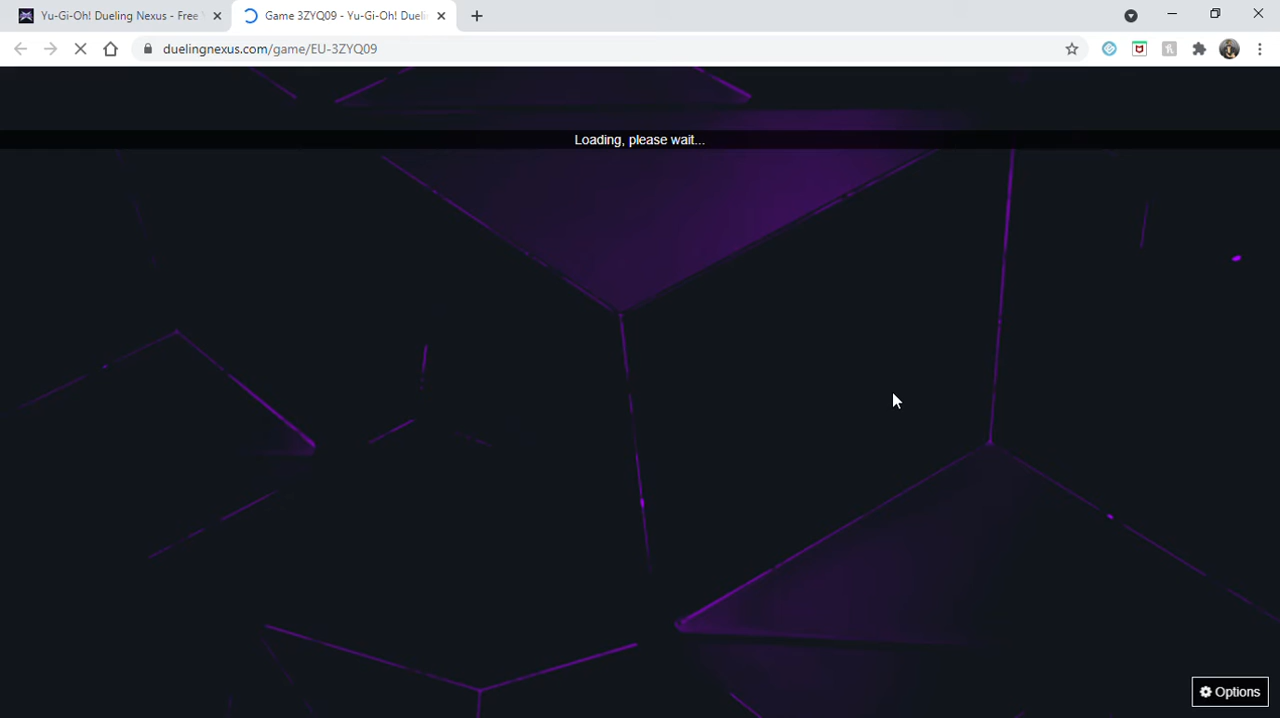 Yu-Gi-Oh! Dueling Nexus - Free
Game 3ZYQ09 - Yu-Gi-Oh! Dueli
duelingnexus.com/game/EU-3ZYQ09
Loading, please wait...
Options